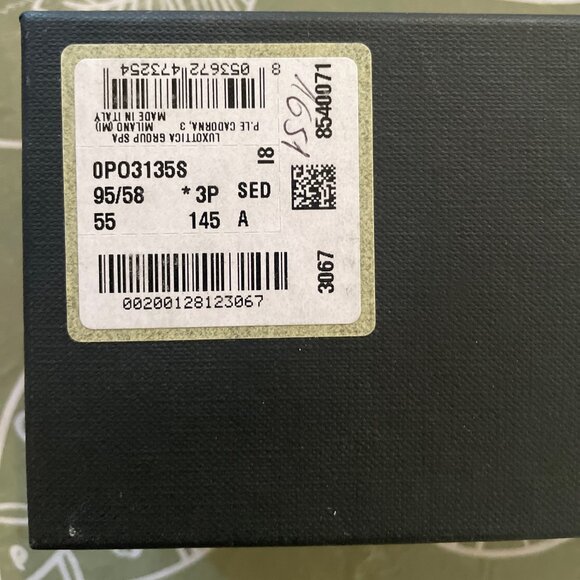 8 053672 473254
LUXOTTICA GROUP SPA
P.LE CADORNA, 3
MILANO (MI)
MADE IN ITALY
0PO3135S
95/58 * 3P SED
55 145 A
00200128123067
I8
8540071
3067